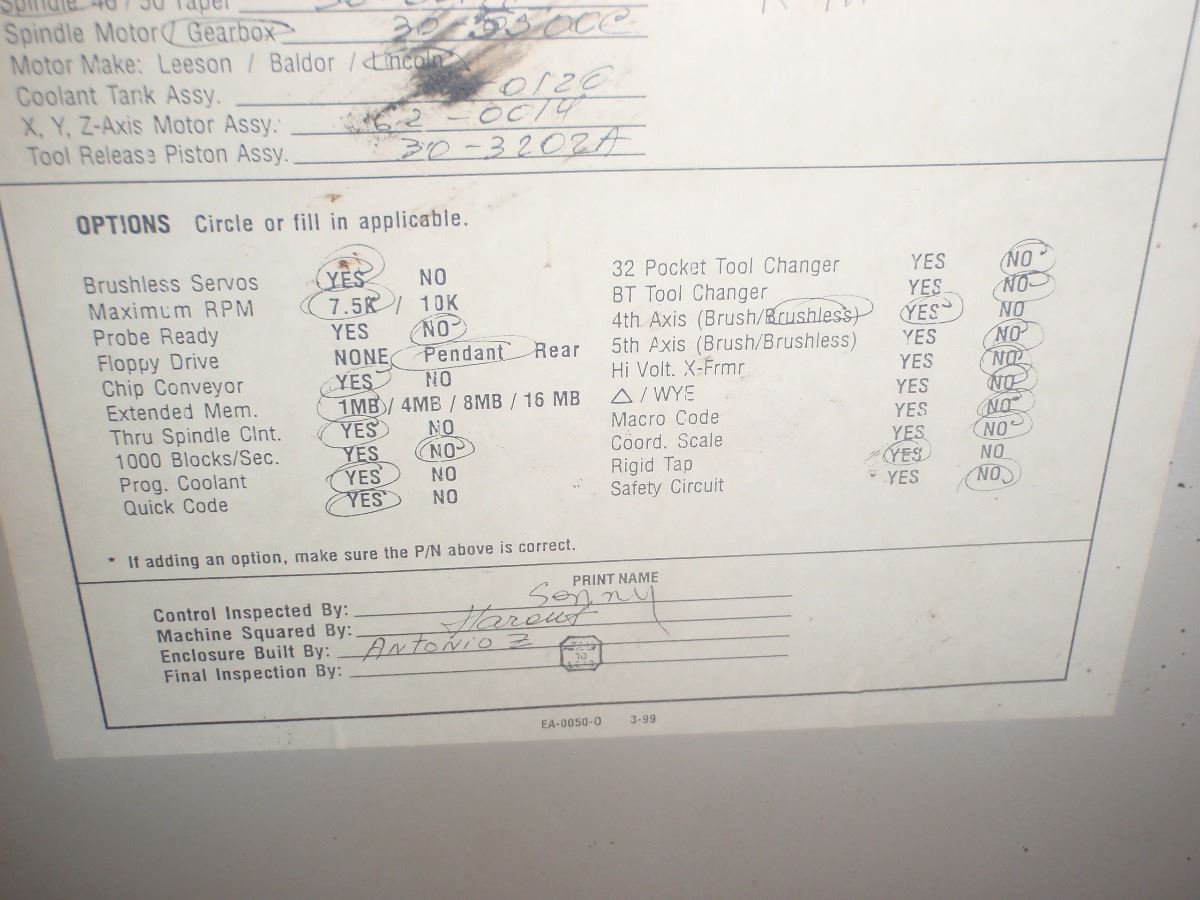 Spindle: 40 / 50 Taper
Spindle Motor / Gearbox 30-3300C
Motor Make: Leeson / Baldor / Lincoln
Coolant Tank Assy. -0126
X, Y, Z-Axis Motor Assy.: 62-0014
Tool Release Piston Assy. 30-3202A
OPTIONS Circle or fill in applicable.
Brushless Servos YES NO
Maximum RPM 7.5K / 10K
Probe Ready YES NO
Floppy Drive NONE Pendant Rear
Chip Conveyor YES NO
Extended Mem. 1MB / 4MB / 8MB / 16 MB
Thru Spindle Clnt. YES NO
1000 Blocks/Sec. YES NO
Prog. Coolant YES NO
Quick Code YES NO
32 Pocket Tool Changer YES NO
BT Tool Changer YES NO
4th Axis (Brush/Brushless) YES NO
5th Axis (Brush/Brushless) YES NO
Hi Volt. X-Frmr YES NO
△ / WYE YES NO
Macro Code YES NO
Coord. Scale YES NO
Rigid Tap YES NO
Safety Circuit YES NO
* If adding an option, make sure the P/N above is correct.
PRINT NAME
Control Inspected By: Sonny
Machine Squared By: Harout
Enclosure Built By: ANTONIO Z
Final Inspection By:
EA-0050-0 3-99